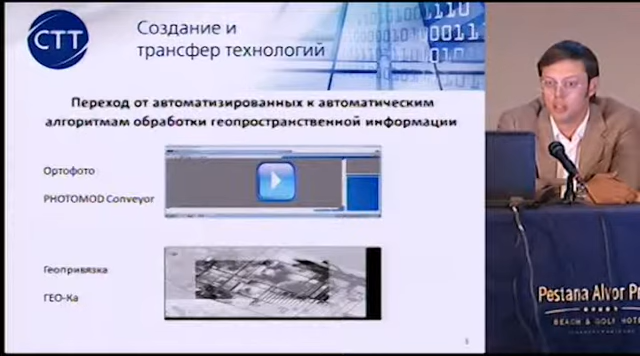 СТТ
Создание и
трансфер технологий
Переход от автоматизированных к автоматическим
алгоритмам обработки геопространственной информации
Ортофото
PHOTOMOD Conveyor
Геопривязка
ГЕО-Ка
Pestana Alvor Pr
BEACH & GOLF HOTE